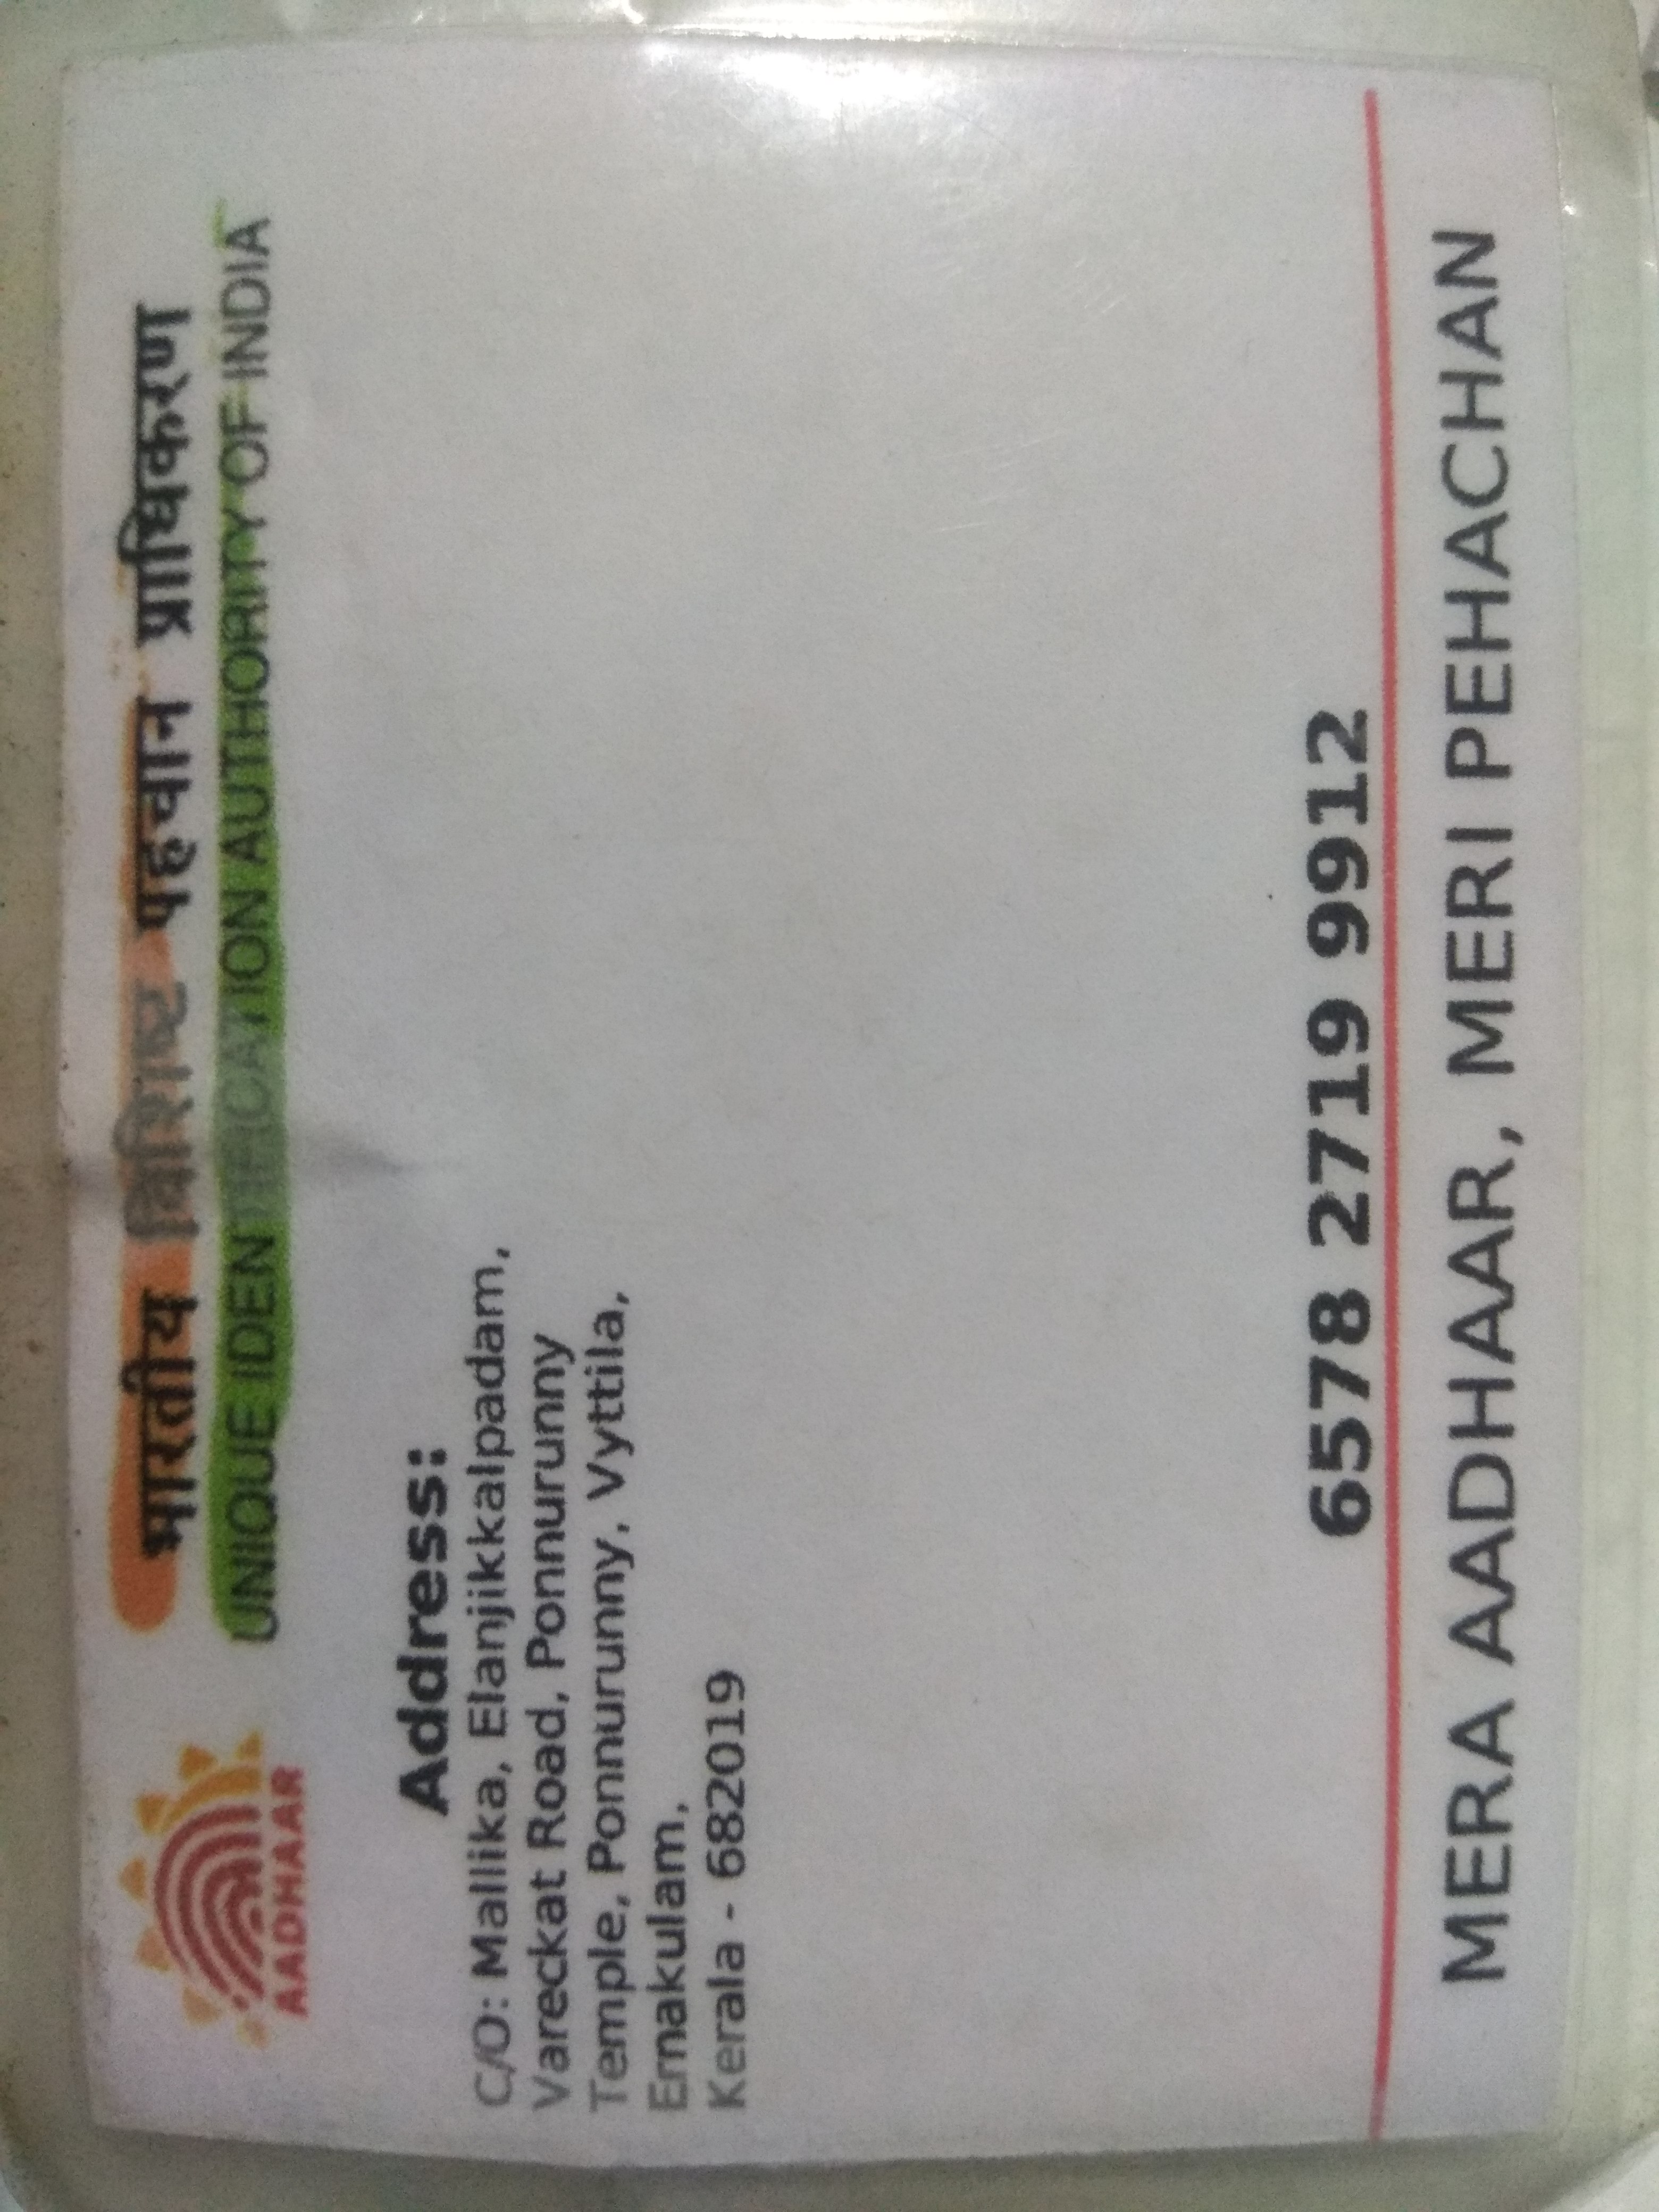 भारतीय विशिष्ट पहचान प्राधिकरण
UNIQUE IDENTIFICATION AUTHORITY OF INDIA
AADHAAR
Address:
C/O: Mallika, Elanjikkalpadam,
Vareckat Road, Ponnurunny
Temple, Ponnurunny, Vyttila,
Ernakulam,
Kerala - 682019
6578 2719 9912
MERA AADHAAR, MERI PEHACHAN